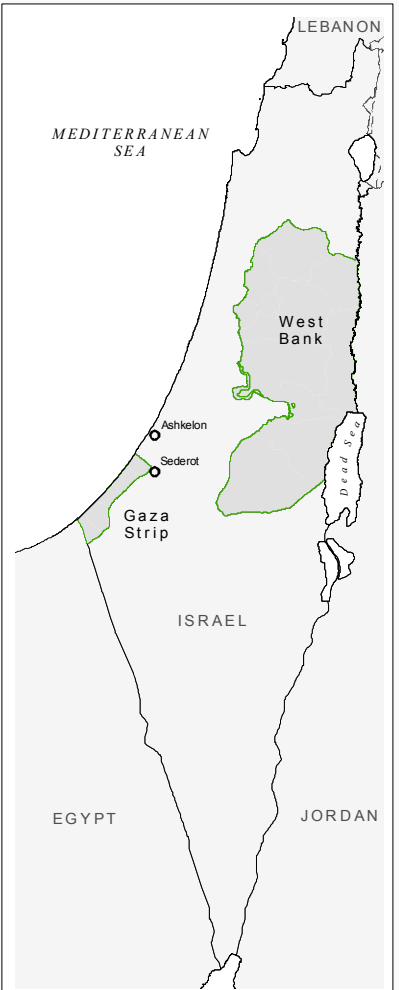 LEBANON
MEDITERRANEAN
SEA
West
Bank
Ashkelon
Sederot
Dead Sea
Gaza
Strip
ISRAEL
EGYPT
JORDAN